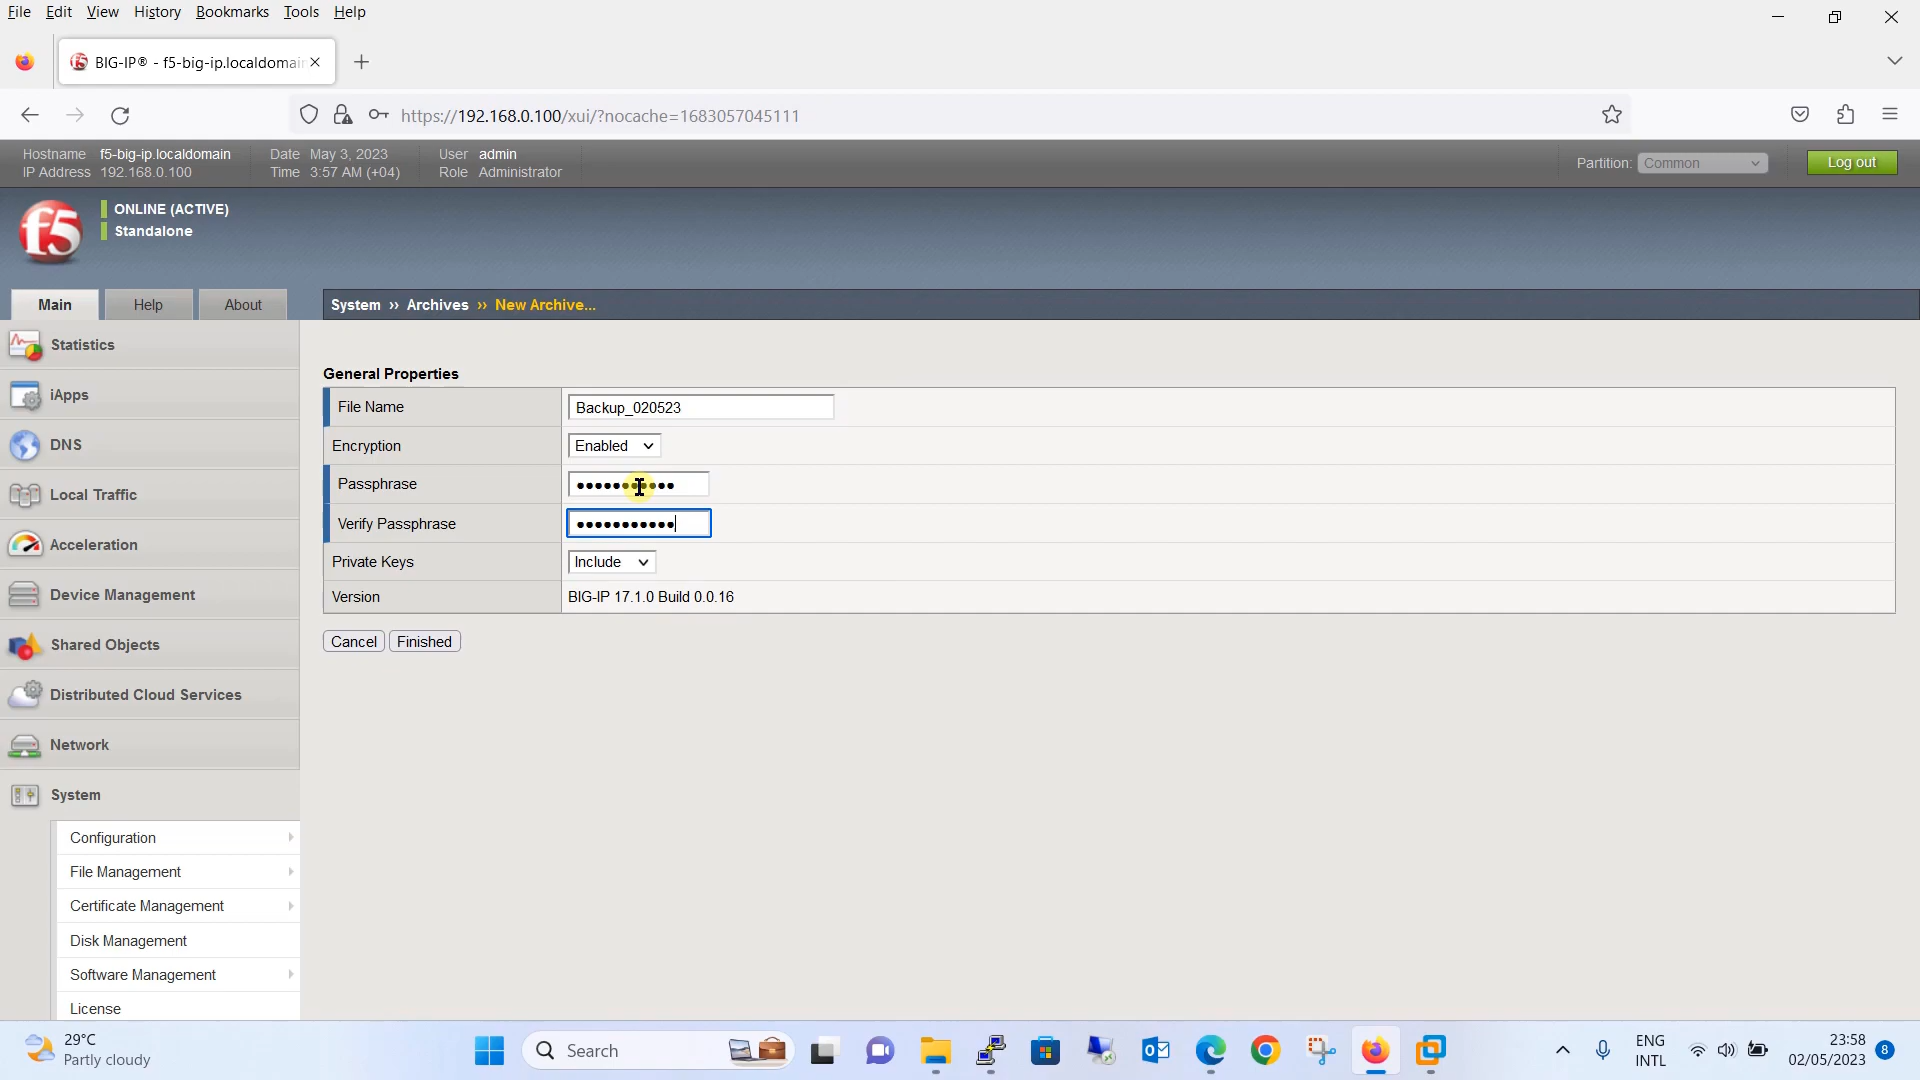 File Edit View History Bookmarks Tools Help
BIG-IP® - f5-big-ip.localdomain
https://192.168.0.100/xui/?nocache=1683057045111
Hostname f5-big-ip.localdomain Date May 3, 2023 User admin
IP Address 192.168.0.100 Time 3:57 AM (+04) Role Administrator
Partition: Common Log out
f5
ONLINE (ACTIVE)
Standalone
Main Help About
System ›› Archives ›› New Archive...
Statistics
iApps
DNS
Local Traffic
Acceleration
Device Management
Shared Objects
Distributed Cloud Services
Network
System
Configuration
File Management
Certificate Management
Disk Management
Software Management
License
General Properties
File Name Backup_020523
Encryption Enabled
Passphrase •••••••••••
Verify Passphrase •••••••••••
Private Keys Include
Version BIG-IP 17.1.0 Build 0.0.16
Cancel Finished
29°C
Partly cloudy
Search
ENG
INTL
23:58
02/05/2023
8